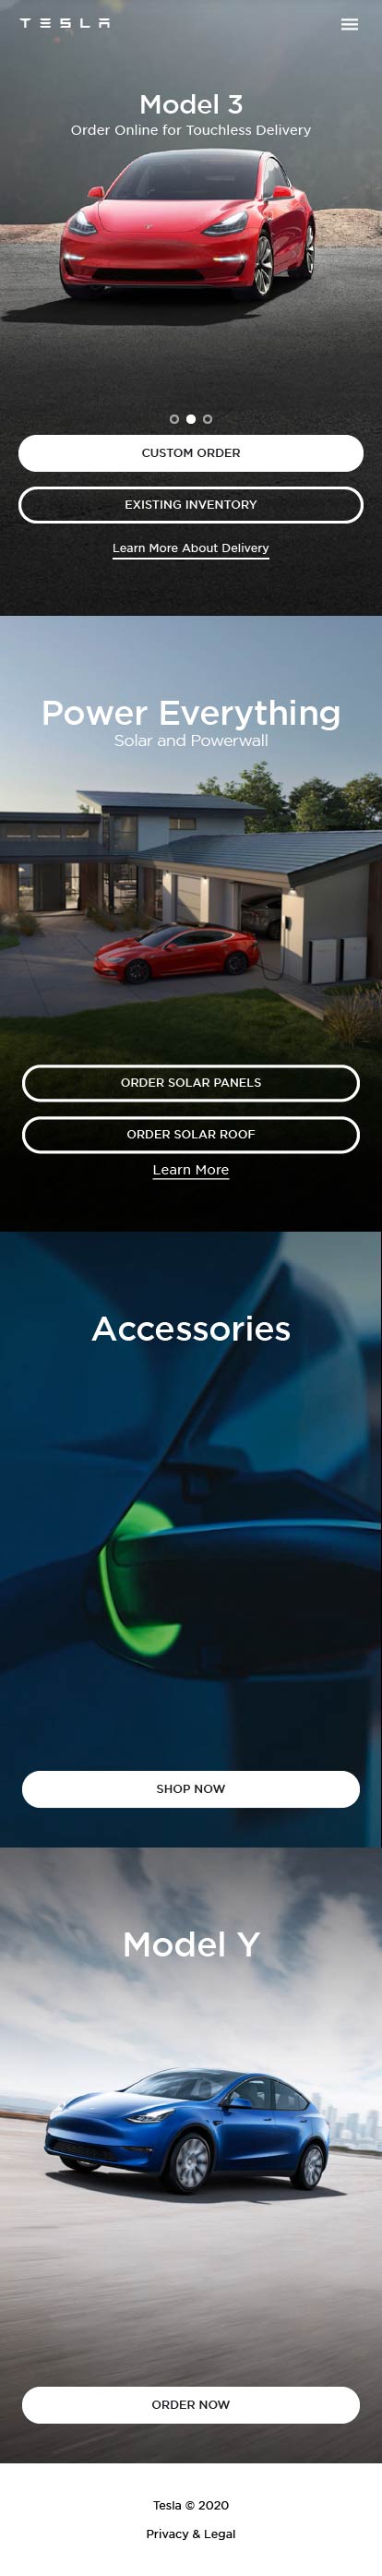 TESLA
Model 3
Order Online for Touchless Delivery
CUSTOM ORDER
EXISTING INVENTORY
Learn More About Delivery
Power Everything
Solar and Powerwall
ORDER SOLAR PANELS
ORDER SOLAR ROOF
Learn More
Accessories
SHOP NOW
Model Y
ORDER NOW
Tesla © 2020
Privacy & Legal